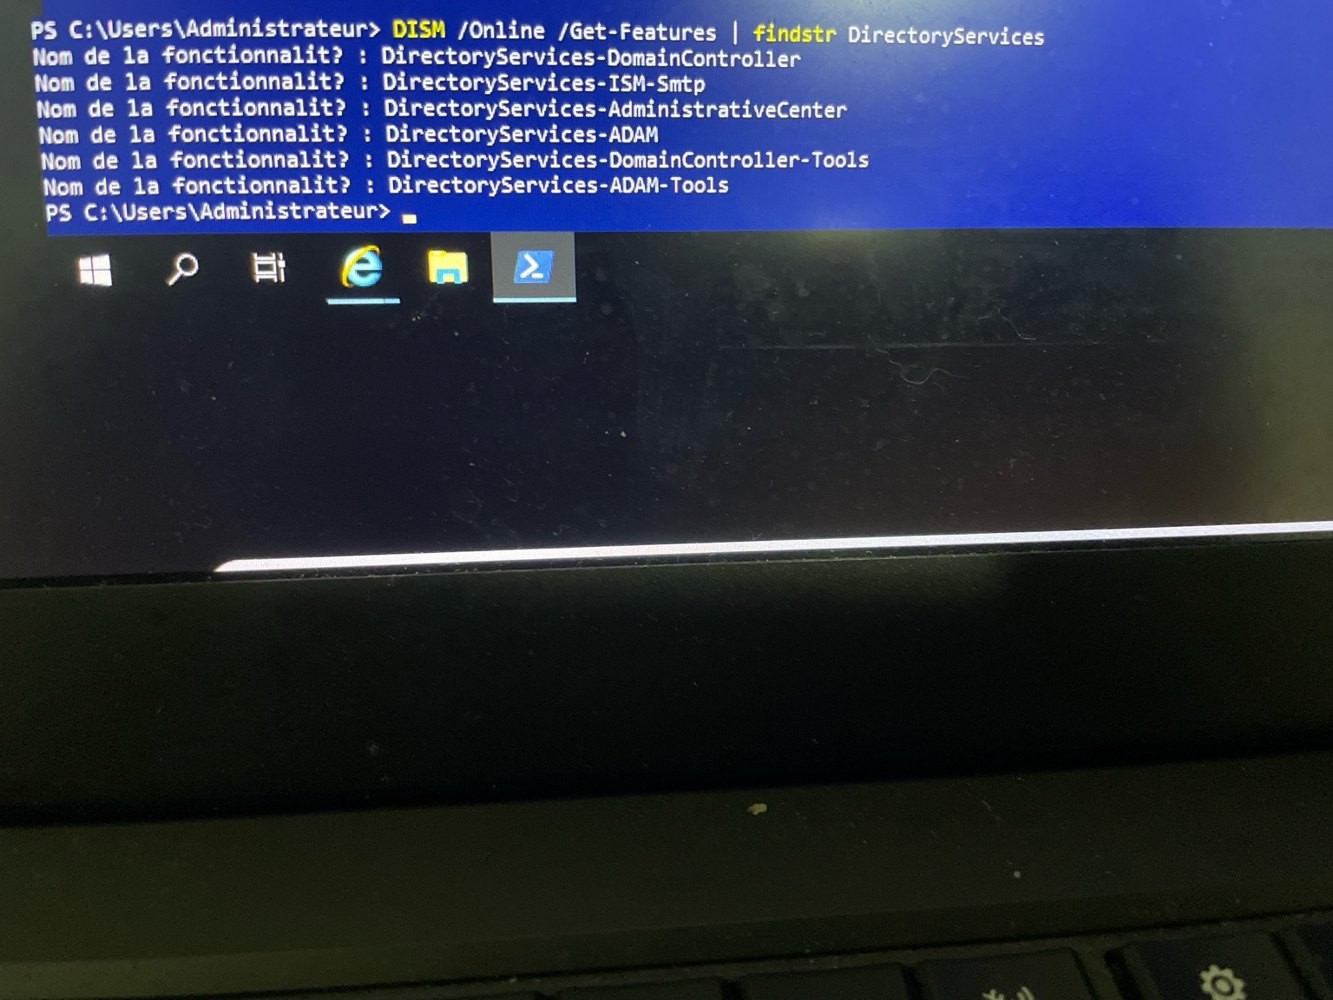 PS C:\Users\Administrateur> DISM /Online /Get-Features | findstr DirectoryServices
Nom de la fonctionnalit? : DirectoryServices-DomainController
Nom de la fonctionnalit? : DirectoryServices-ISM-Smtp
Nom de la fonctionnalit? : DirectoryServices-AdministrativeCenter
Nom de la fonctionnalit? : DirectoryServices-ADAM
Nom de la fonctionnalit? : DirectoryServices-DomainController-Tools
Nom de la fonctionnalit? : DirectoryServices-ADAM-Tools
PS C:\Users\Administrateur>